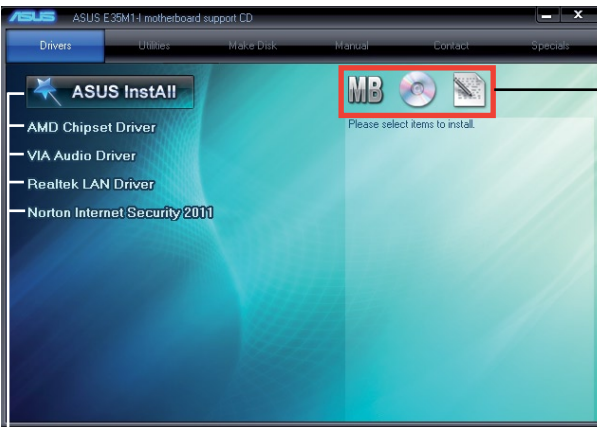 ASUS ASUS E35M1-I motherboard support CD
Drivers Utilities Make Disk Manual Contact Specials
ASUS InstAll
MB
Please select items to install.
AMD Chipset Driver
VIA Audio Driver
Realtek LAN Driver
Norton Internet Security 2011